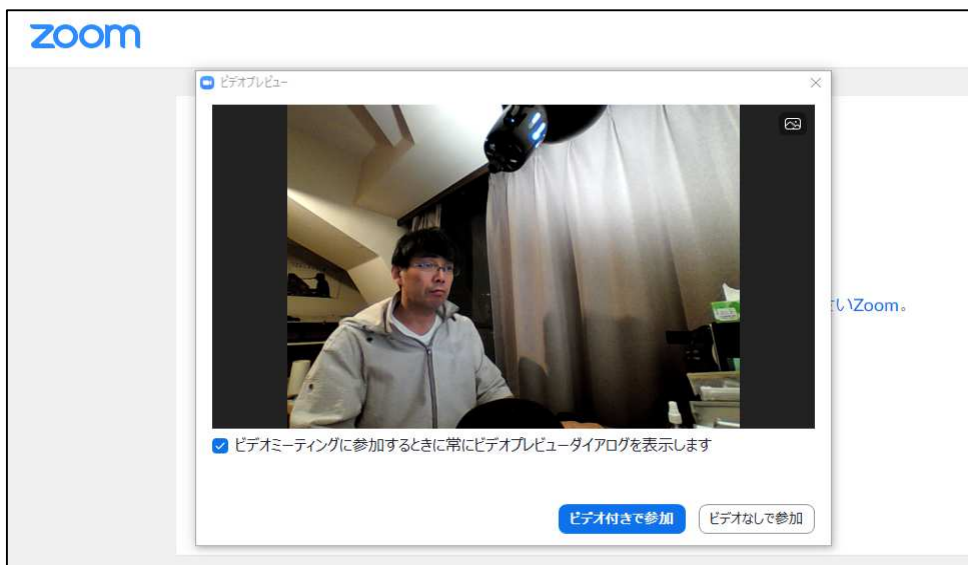 zoom
ビデオプレビュー
いZoom。
ビデオミーティングに参加するときに常にビデオプレビューダイアログを表示します
ビデオ付きで参加
ビデオなしで参加